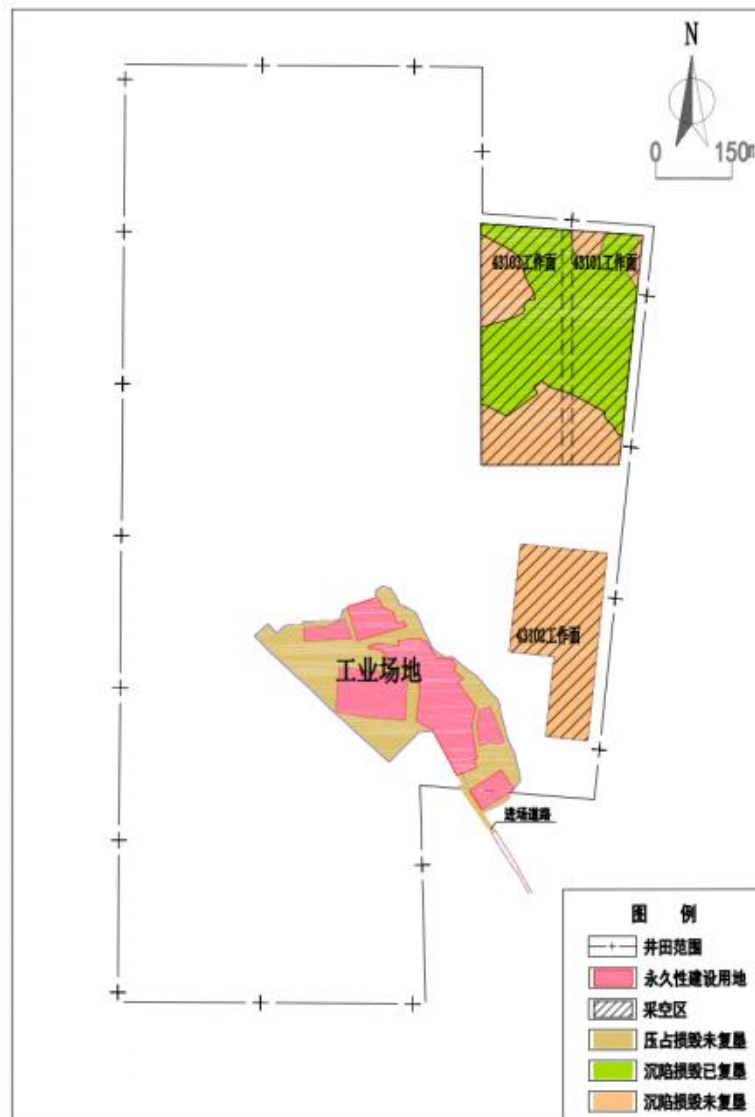 N
0 150m
43103工作面 43101工作面
43102工作面
工业场地
进场道路
图 例
井田范围
永久性建设用地
采空区
压占损毁未复垦
沉陷损毁已复垦
沉陷损毁未复垦